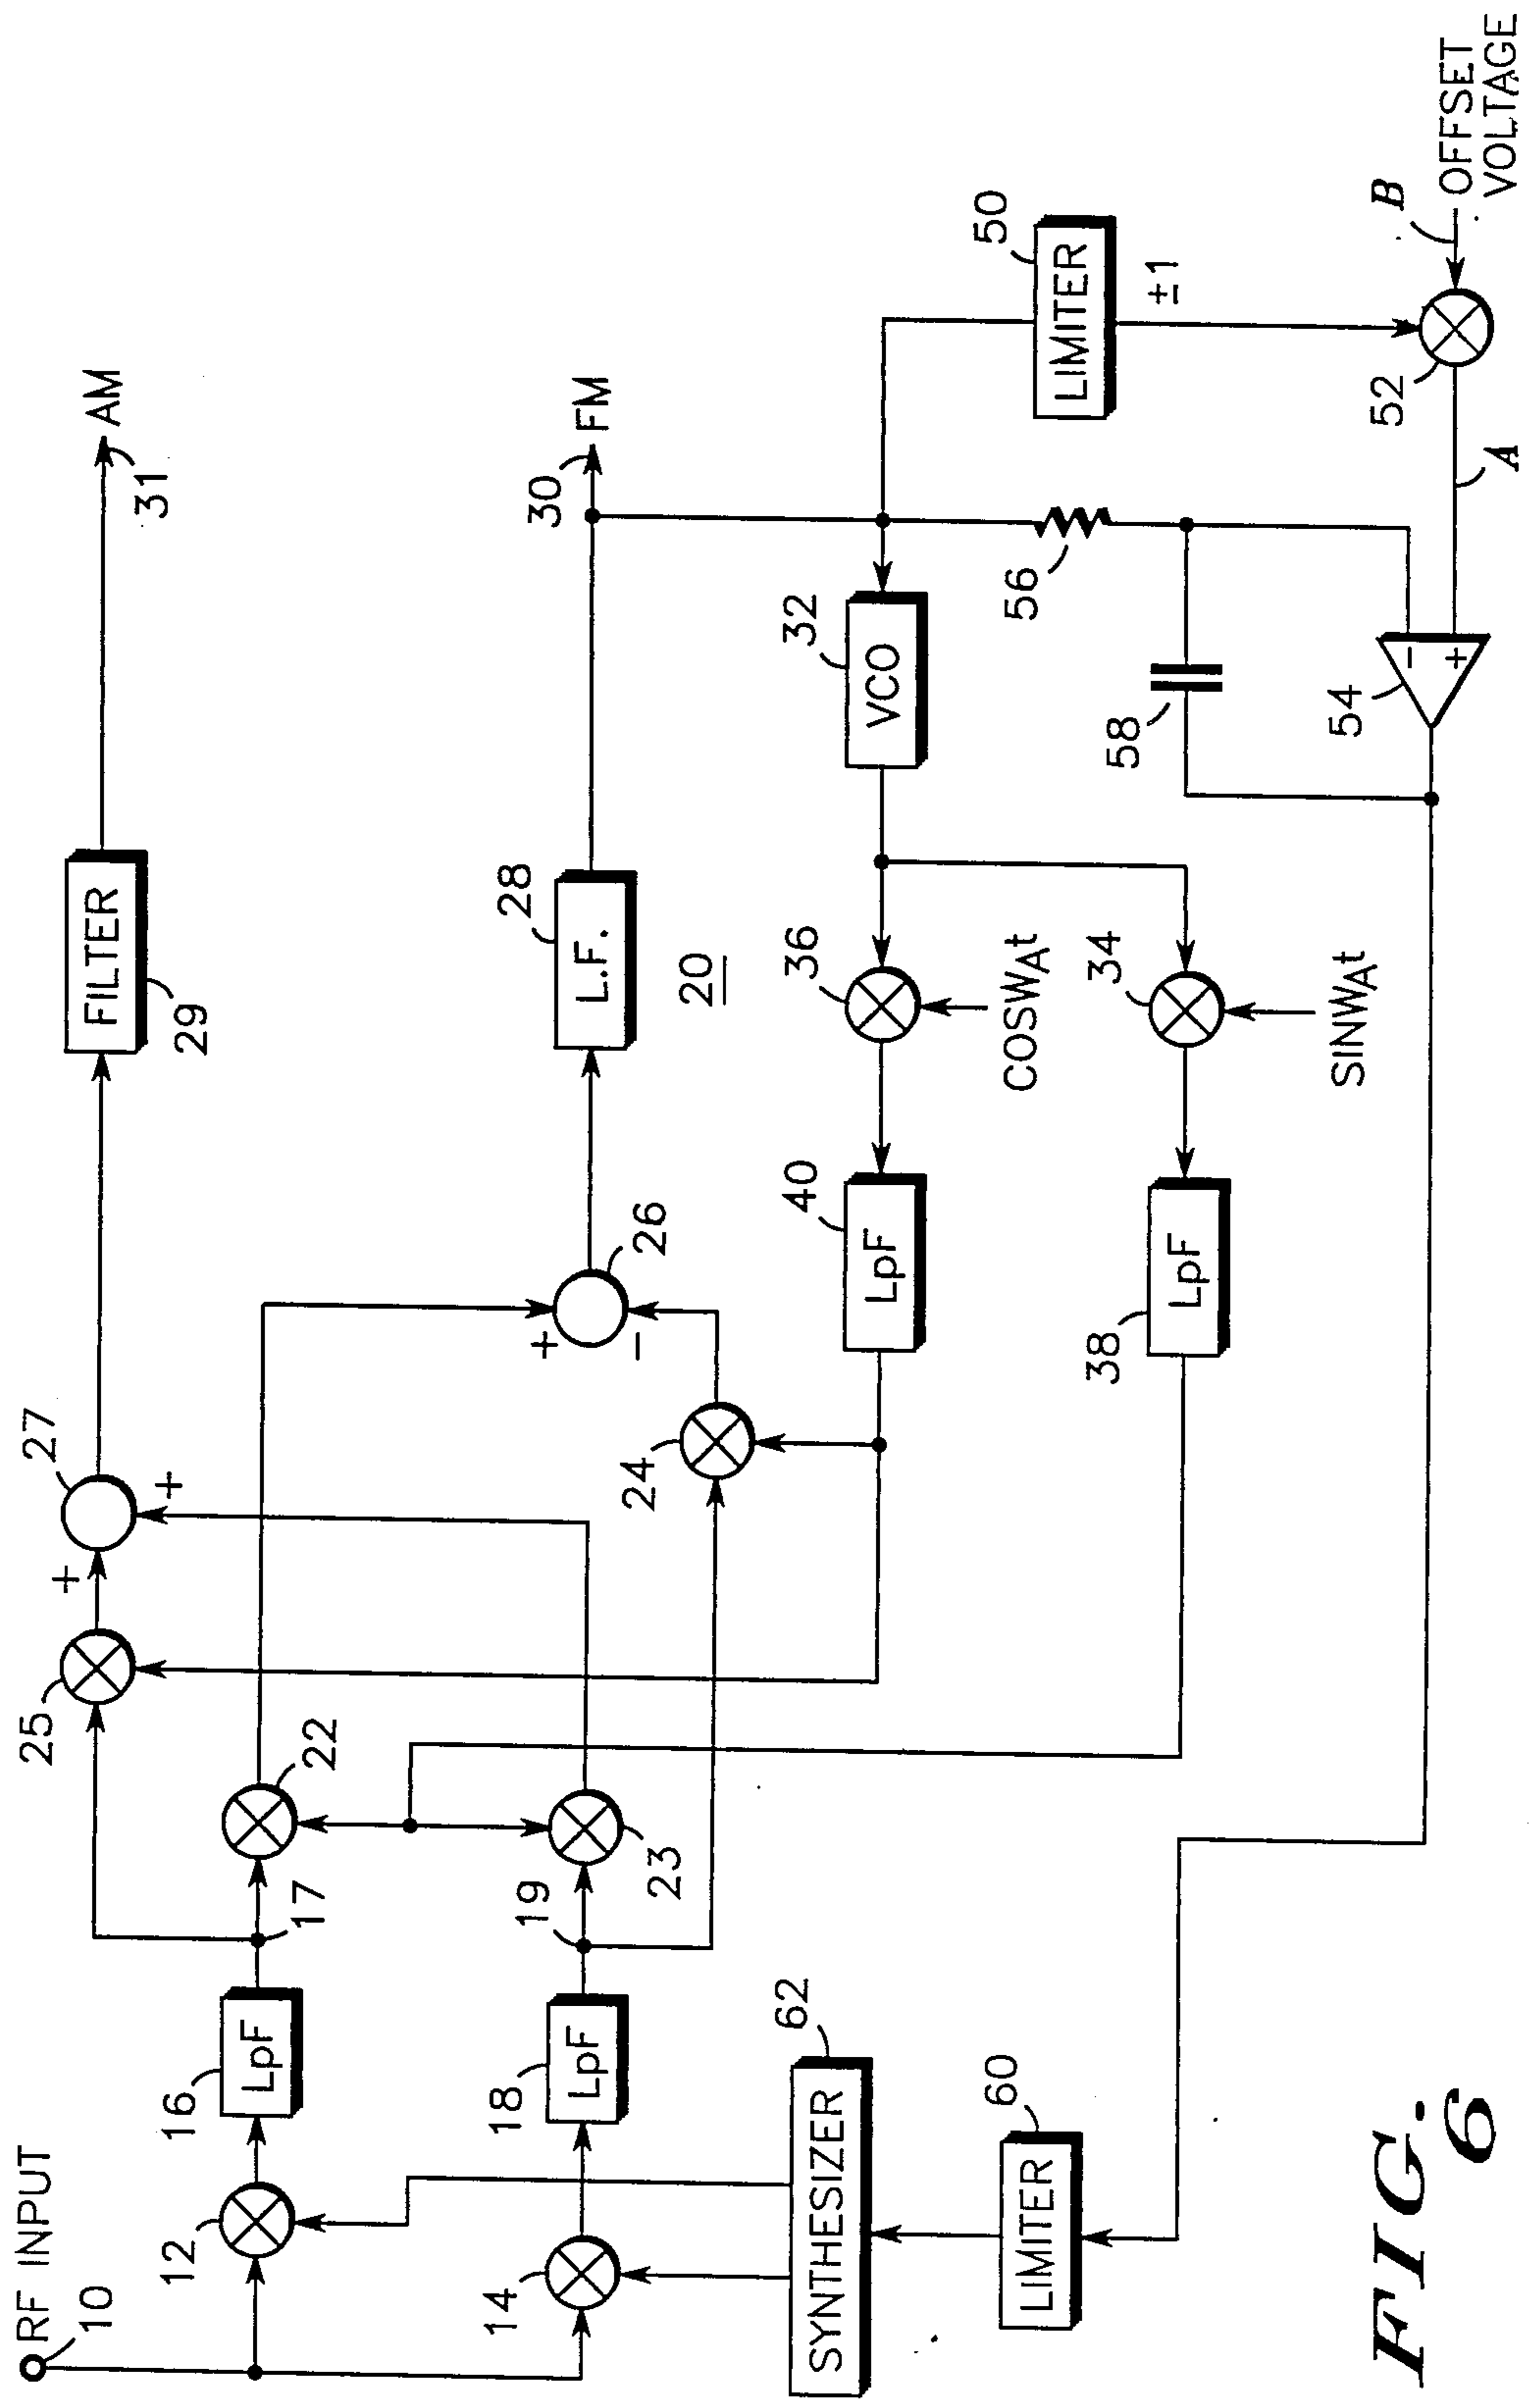 RF INPUT
10
12
14
16
LpF
18
LpF
17
19
25
+
27
+
22
23
24
+
−
26
FILTER
29
31
AM
L.F.
28
20
30
FM
VCO
32
36
COSWAt
34
SINWAt
40
LpF
38
LpF
56
58
54
−
+
LIMITER
50
±1
52
A
B
OFFSET
VOLTAGE
SYNTHESIZER
62
LIMITER
60
FIG.
6